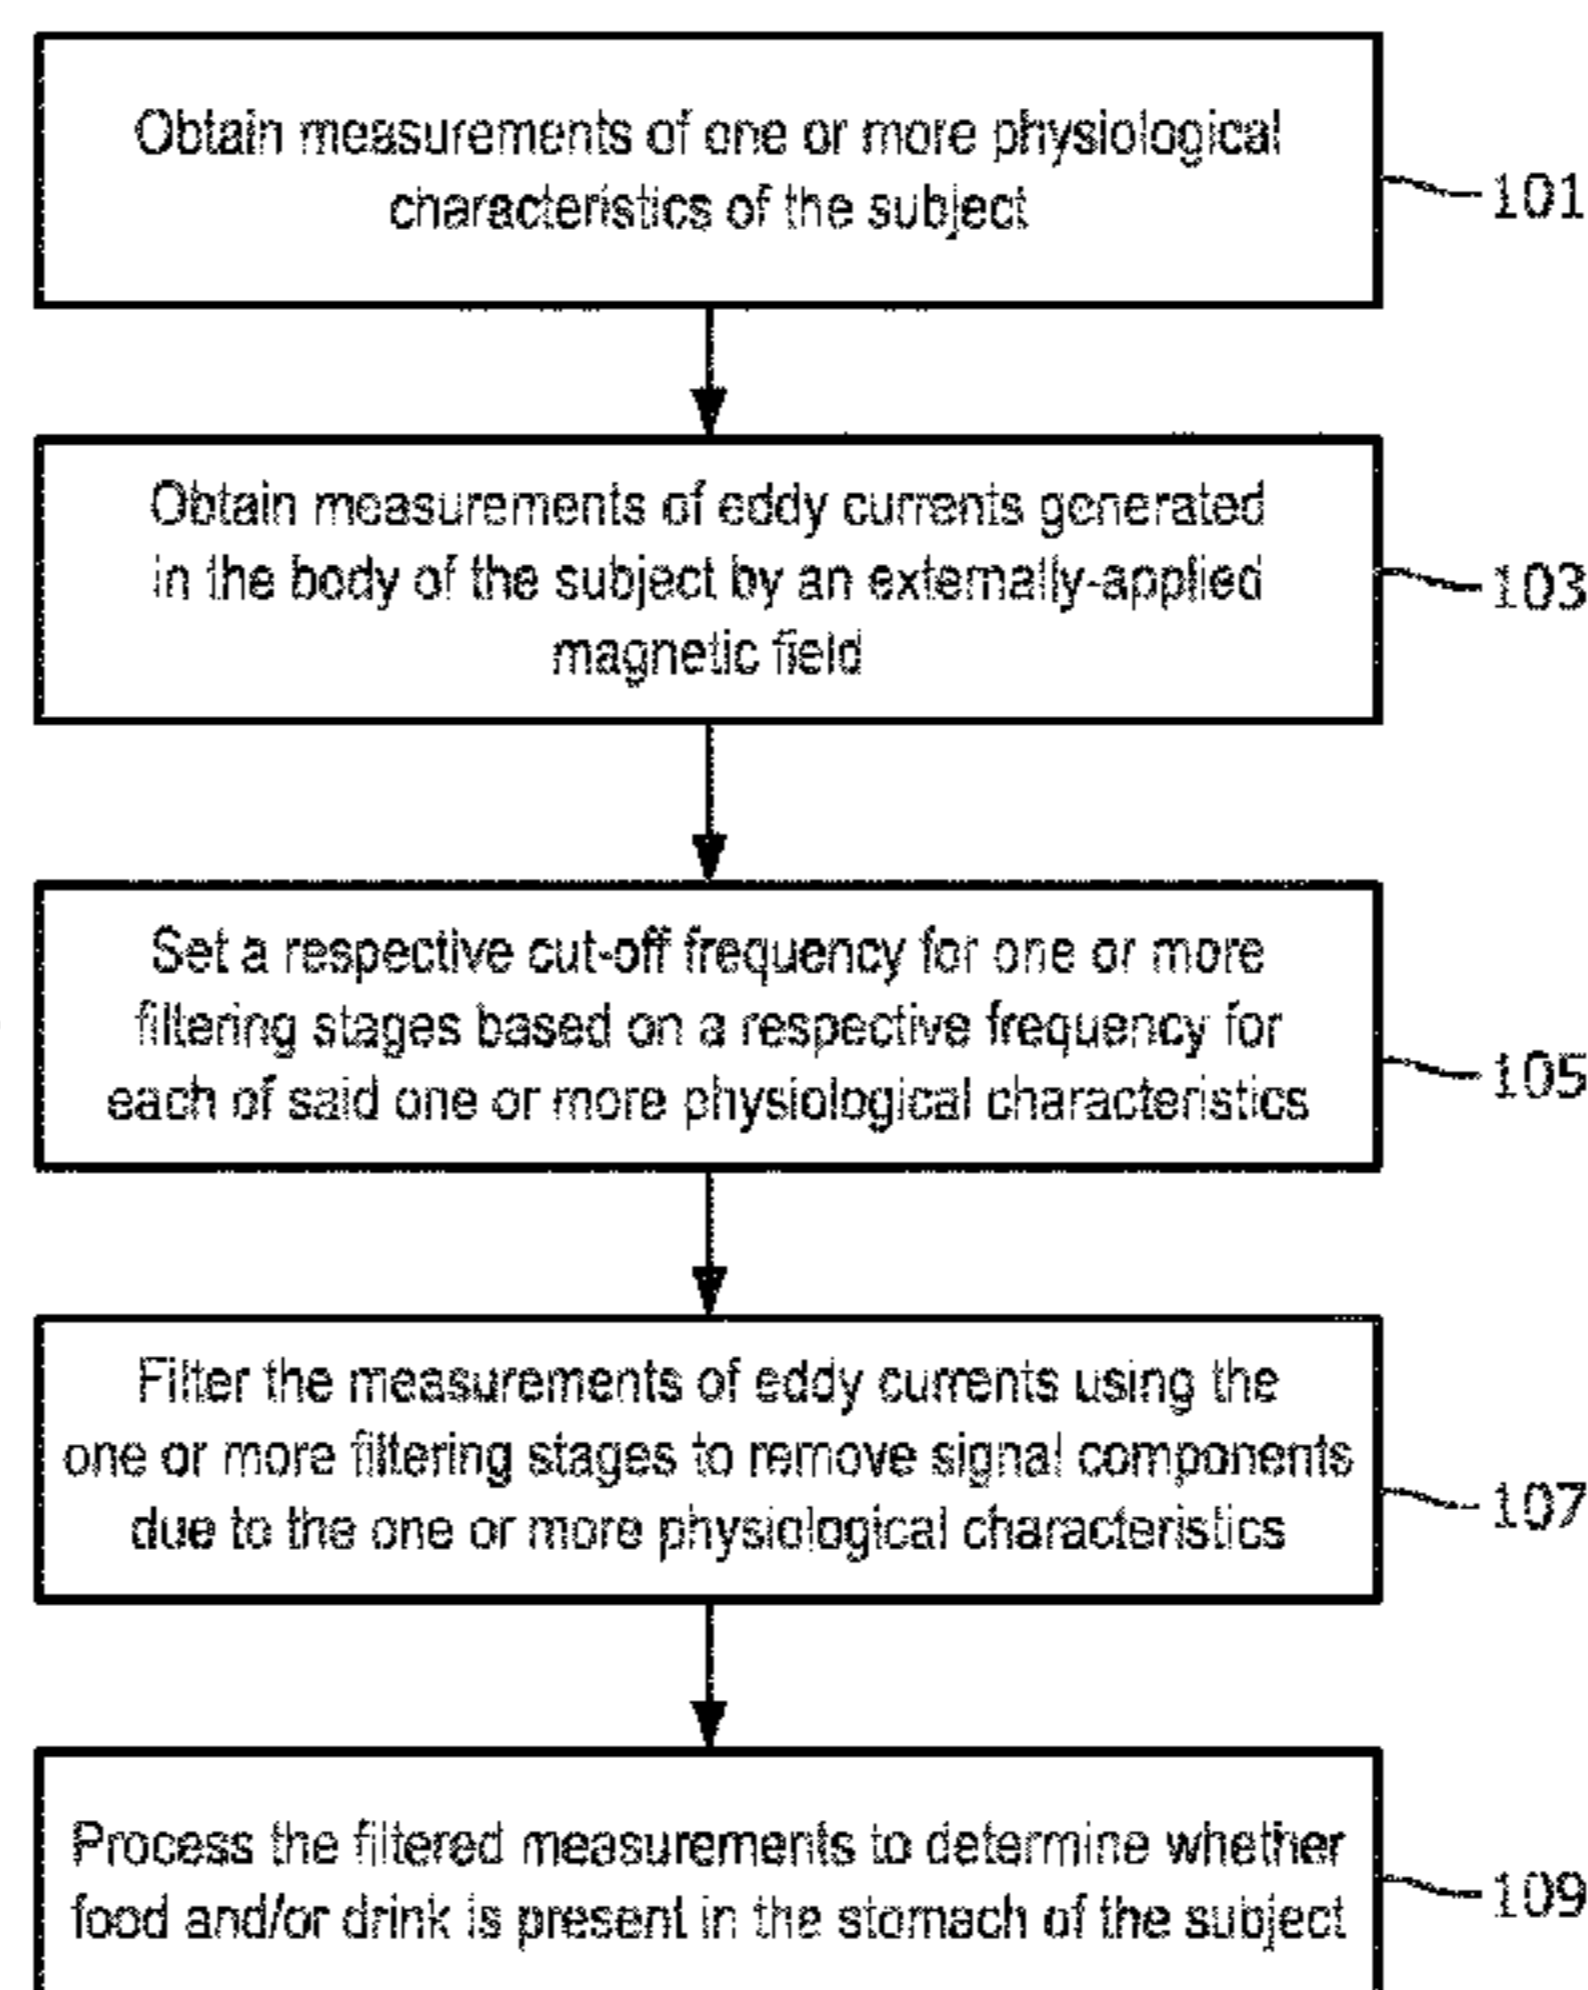 Obtain measurements of one or more physiological
characteristics of the subject
101
Obtain measurements of eddy currents generated
in the body of the subject by an externally-applied
magnetic field
103
Set a respective cut-off frequency for one or more
filtering stages based on a respective frequency for
each of said one or more physiological characteristics
105
Filter the measurements of eddy currents using the
one or more filtering stages to remove signal components
due to the one or more physiological characteristics
107
Process the filtered measurements to determine whether
food and/or drink is present in the stomach of the subject
109